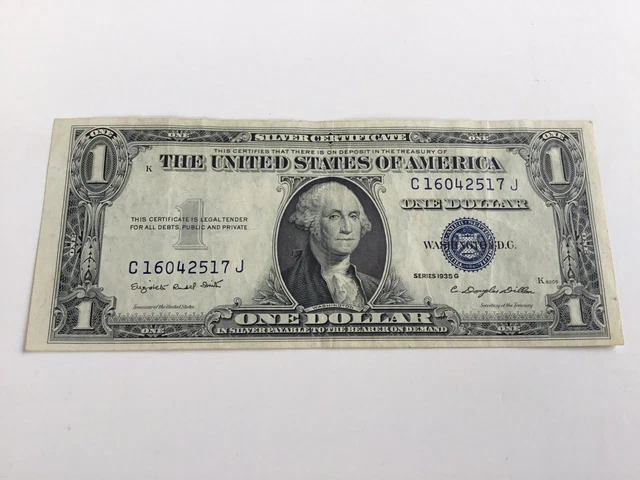 ONE ONE SILVER CERTIFICATE ONE ONE
1 1
THIS CERTIFIES THAT THERE IS ON DEPOSIT IN THE TREASURY OF
K THE UNITED STATES OF AMERICA
C 16042517 J
ONE DOLLAR
1
THIS CERTIFICATE IS LEGAL TENDER
FOR ALL DEBTS, PUBLIC AND PRIVATE
WASHINGTON, D.C.
C 16042517 J
SERIES 1935 G
K
Treasurer of the United States
Secretary of the Treasury
WASHINGTON
1 1
ONE ONE DOLLAR ONE
IN SILVER PAYABLE TO THE BEARER ON DEMAND